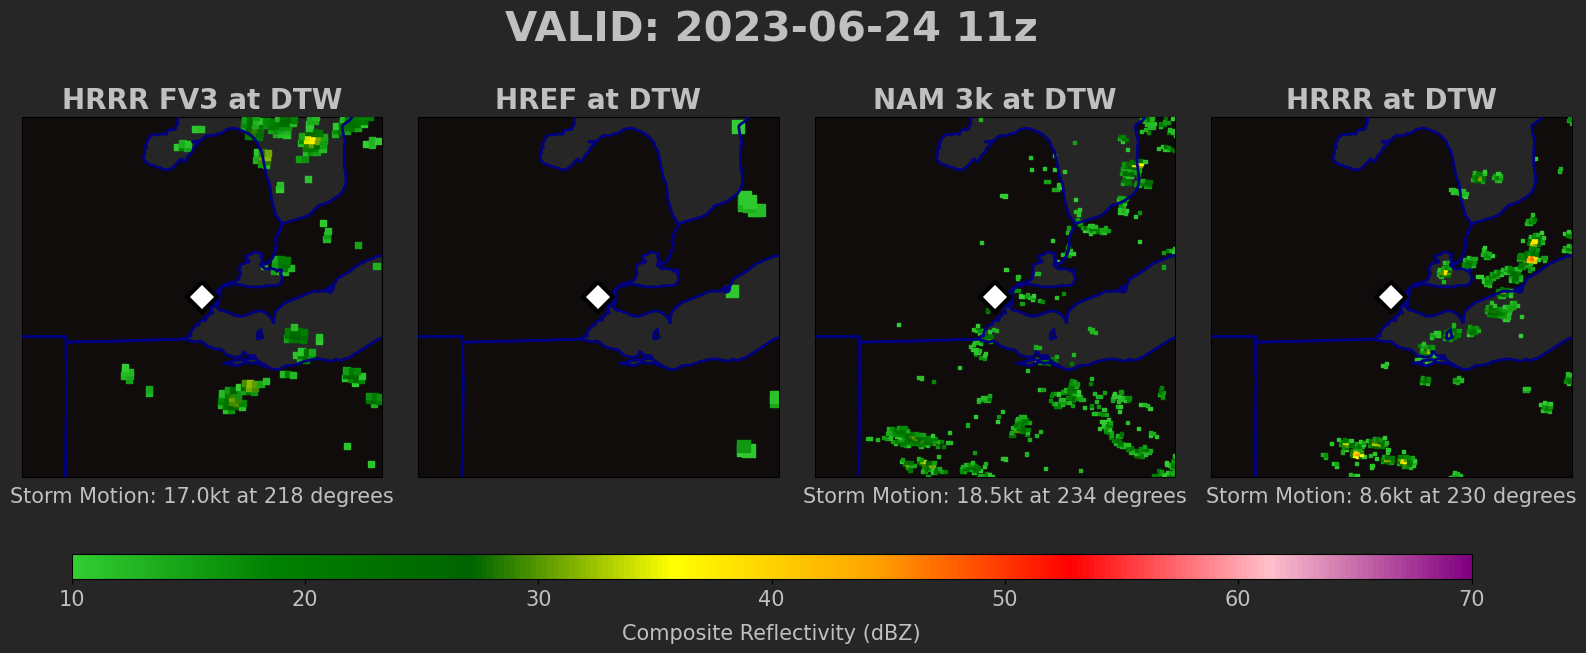 VALID: 2023-06-24 11z
HRRR FV3 at DTW
HREF at DTW
NAM 3k at DTW
HRRR at DTW
Storm Motion: 17.0kt at 218 degrees
Storm Motion: 18.5kt at 234 degrees
Storm Motion: 8.6kt at 230 degrees
10 20 30 40 50 60 70
Composite Reflectivity (dBZ)